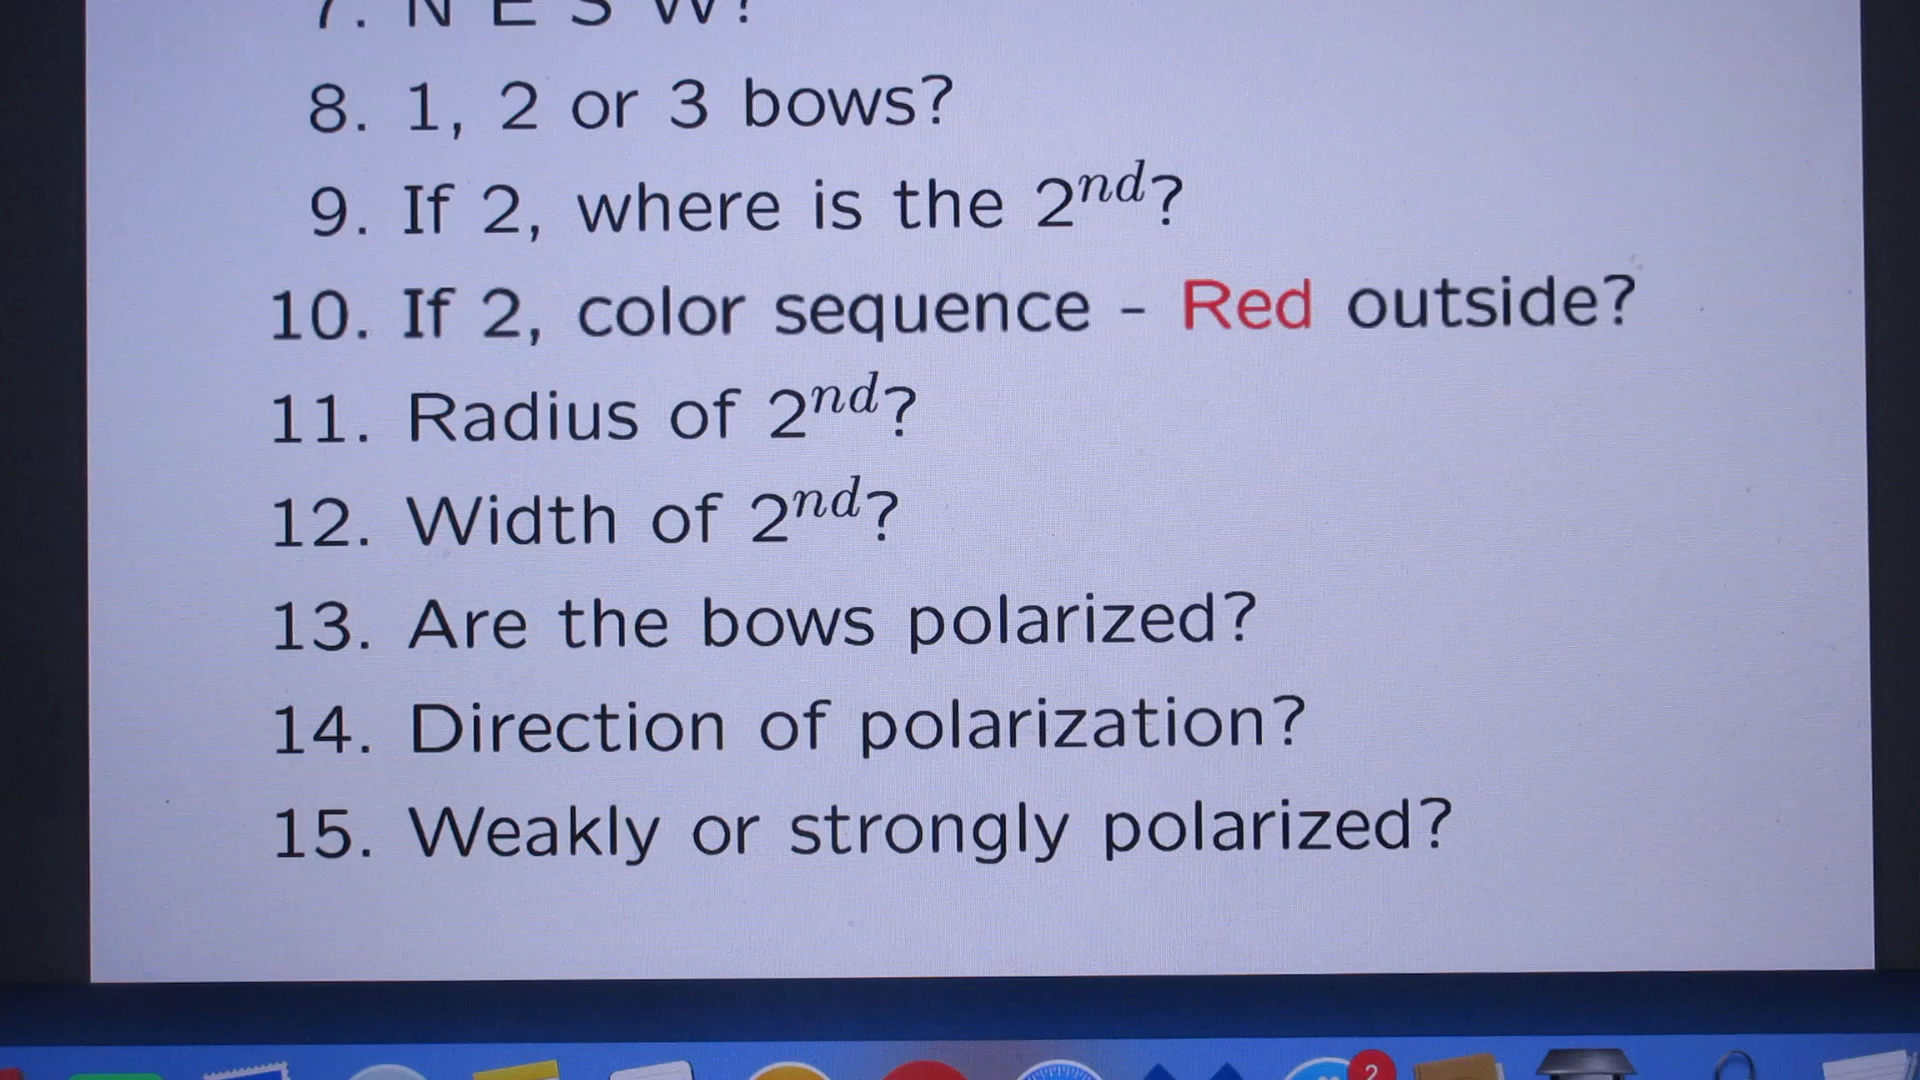 7. N E S W?
8. 1, 2 or 3 bows?
9. If 2, where is the 2nd?
10. If 2, color sequence - Red outside?
11. Radius of 2nd?
12. Width of 2nd?
13. Are the bows polarized?
14. Direction of polarization?
15. Weakly or strongly polarized?
2